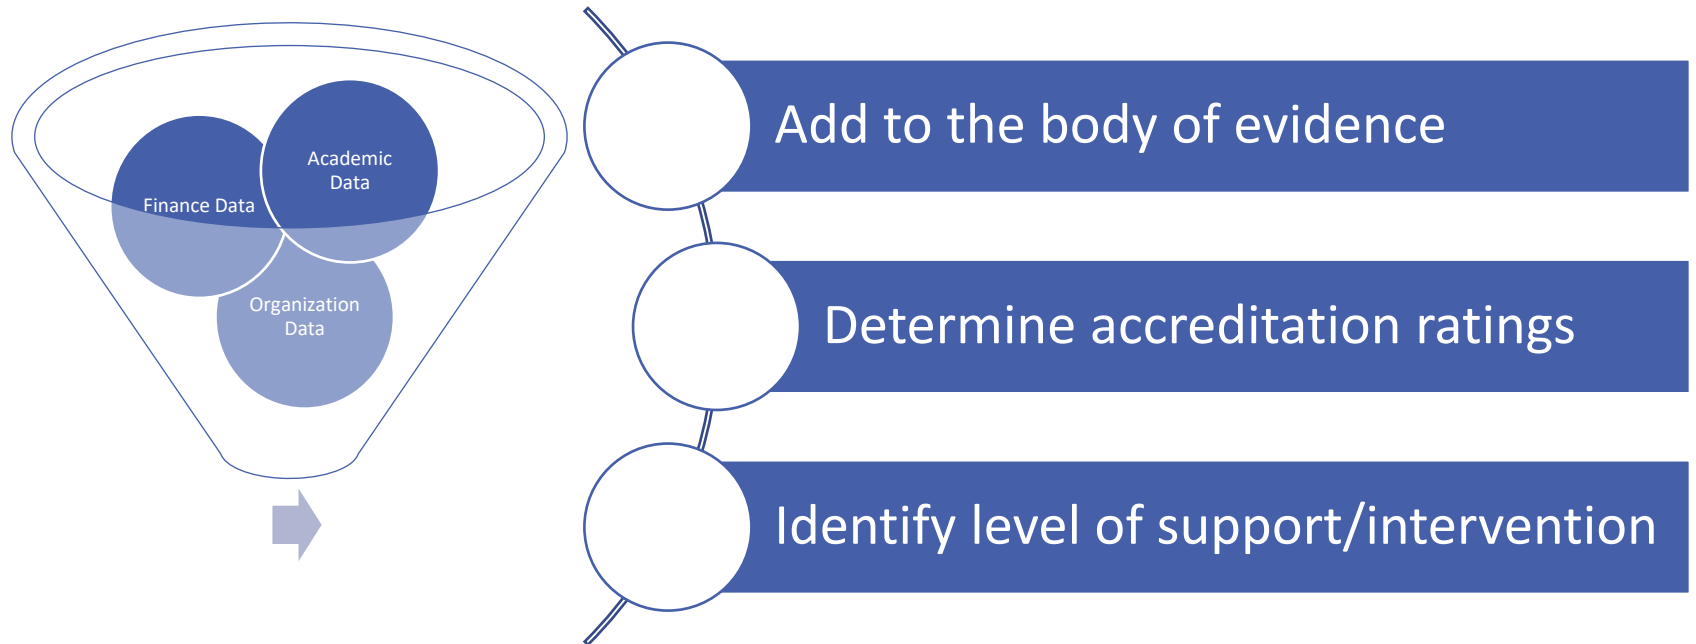 Academic
Data
Finance Data
Organization
Data
Add to the body of evidence
Determine accreditation ratings
Identify level of support/intervention